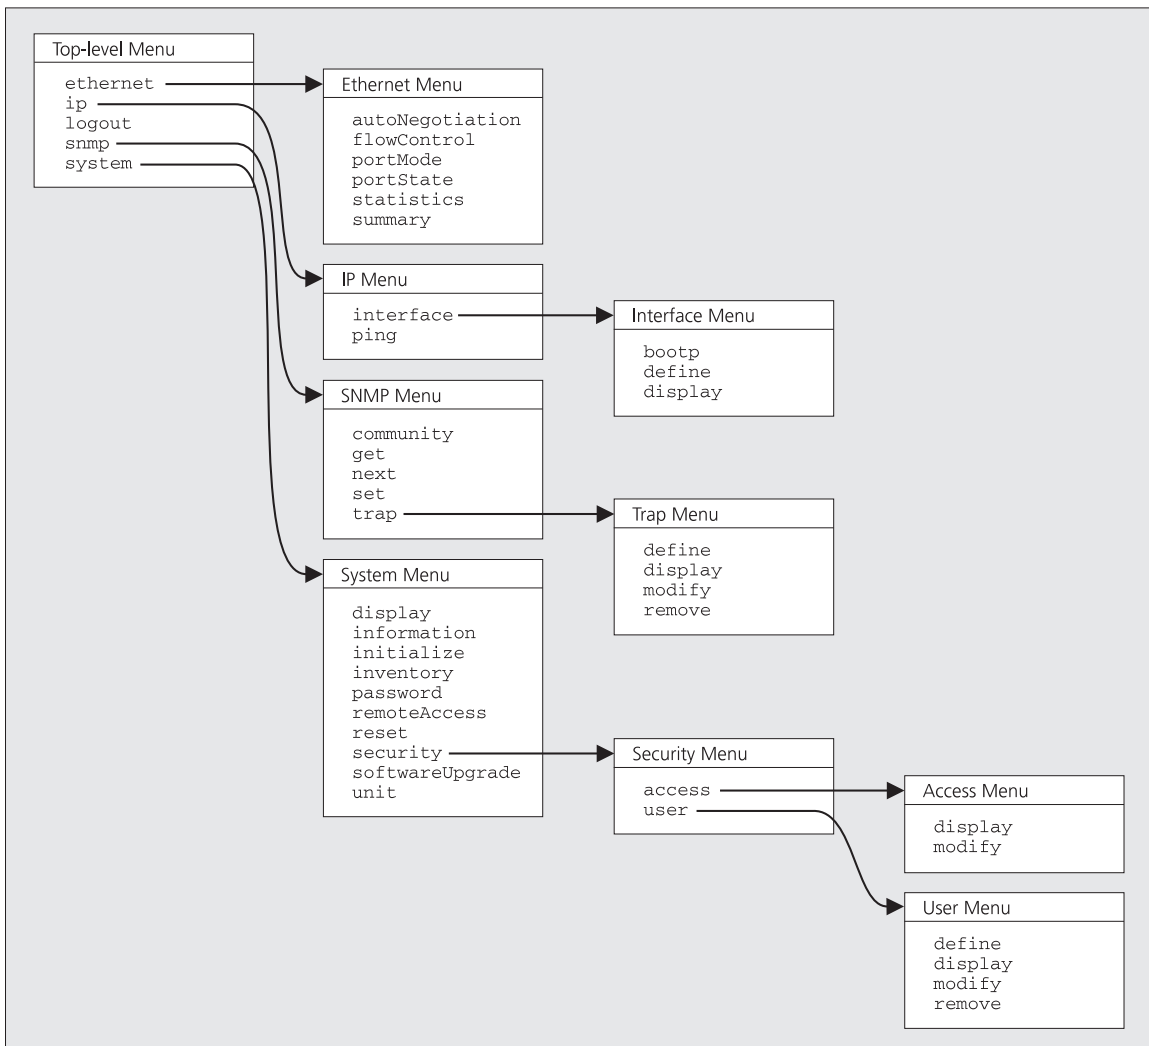 Top-level Menu
ethernet
ip
logout
snmp
system
Ethernet Menu
autoNegotiation
flowControl
portMode
portState
statistics
summary
IP Menu
interface
ping
Interface Menu
bootp
define
display
SNMP Menu
community
get
next
set
trap
Trap Menu
define
display
modify
remove
System Menu
display
information
initialize
inventory
password
remoteAccess
reset
security
softwareUpgrade
unit
Security Menu
access
user
Access Menu
display
modify
User Menu
define
display
modify
remove